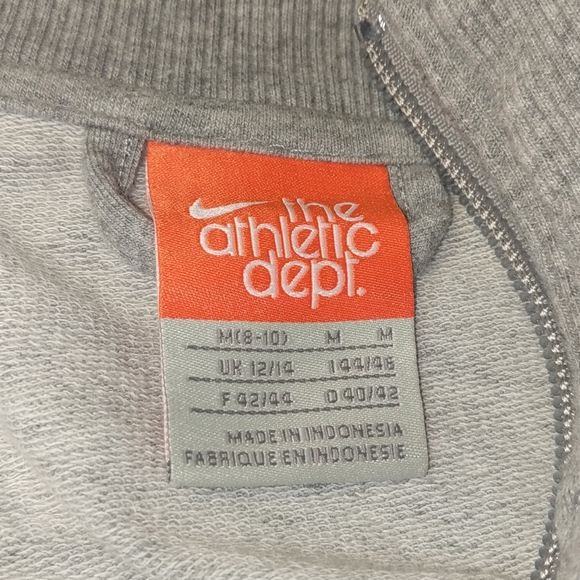 the
athletic
dept.
M(8-10) M M
UK 12/14 I 44/46
F 42/44 D 40/42
MADE IN INDONESIA
FABRIQUE EN INDONESIE